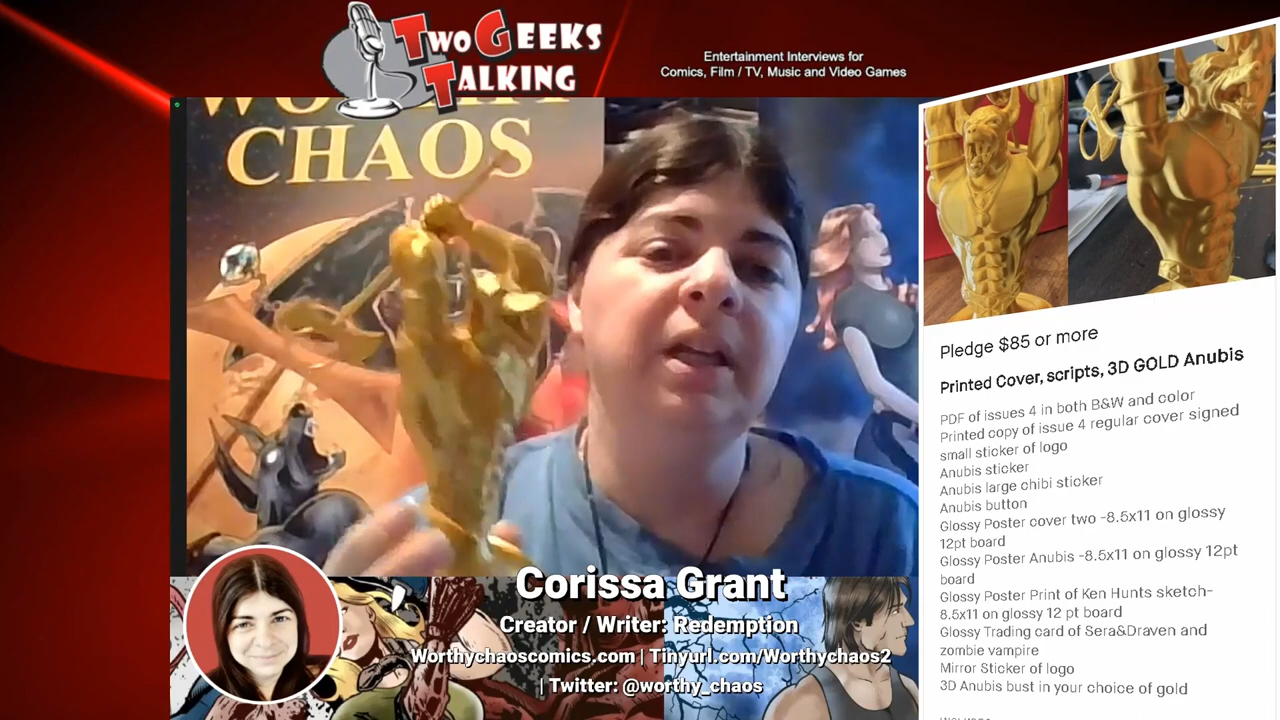 TWO GEEKS
TALKING
Entertainment Interviews for
Comics, Film / TV, Music and Video Games
CHAOS
Corissa Grant
Creator / Writer: Redemption
Worthychaoscomics.com | Tinyurl.com/Worthychaos2
| Twitter: @worthy_chaos
Pledge $85 or more
Printed Cover, scripts, 3D GOLD Anubis
PDF of issues 4 in both B&W and color
Printed copy of issue 4 regular cover signed
small sticker of logo
Anubis sticker
Anubis large chibi sticker
Anubis button
Glossy Poster cover two -8.5x11 on glossy
12pt board
Glossy Poster Anubis -8.5x11 on glossy 12pt
board
Glossy Poster Print of Ken Hunts sketch-
8.5x11 on glossy 12 pt board
Glossy Trading card of Sera&Draven and
zombie vampire
Mirror Sticker of logo
3D Anubis bust in your choice of gold